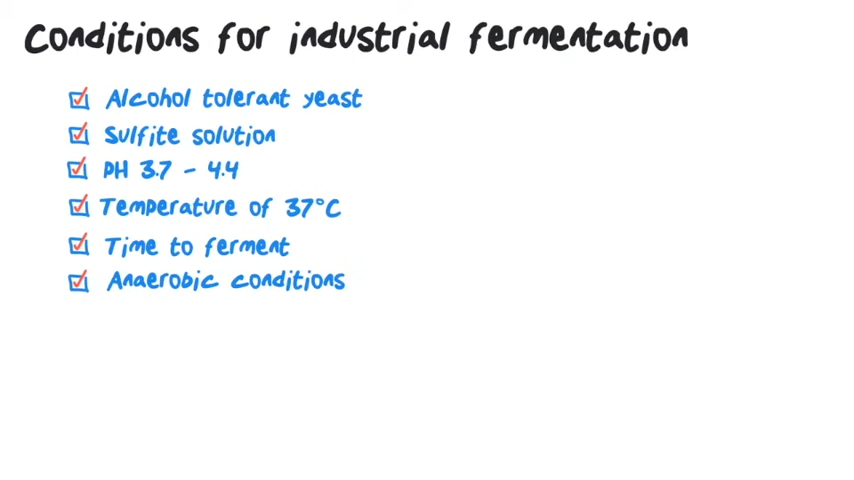 Conditions for industrial fermentation
Alcohol tolerant yeast
Sulfite solution
pH 3.7 - 4.4
Temperature of 37°C
Time to ferment
Anaerobic conditions